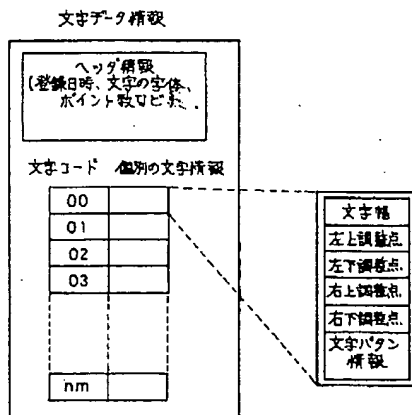 文字データ情報
ヘッダ情報
(登録日時、文字の字体、
ポイント数など
文字コード 個別の文字情報
00
01
02
03
nm
文字幅
左上調整点
左下調整点
右上調整点
右下調整点
文字パタン
情報